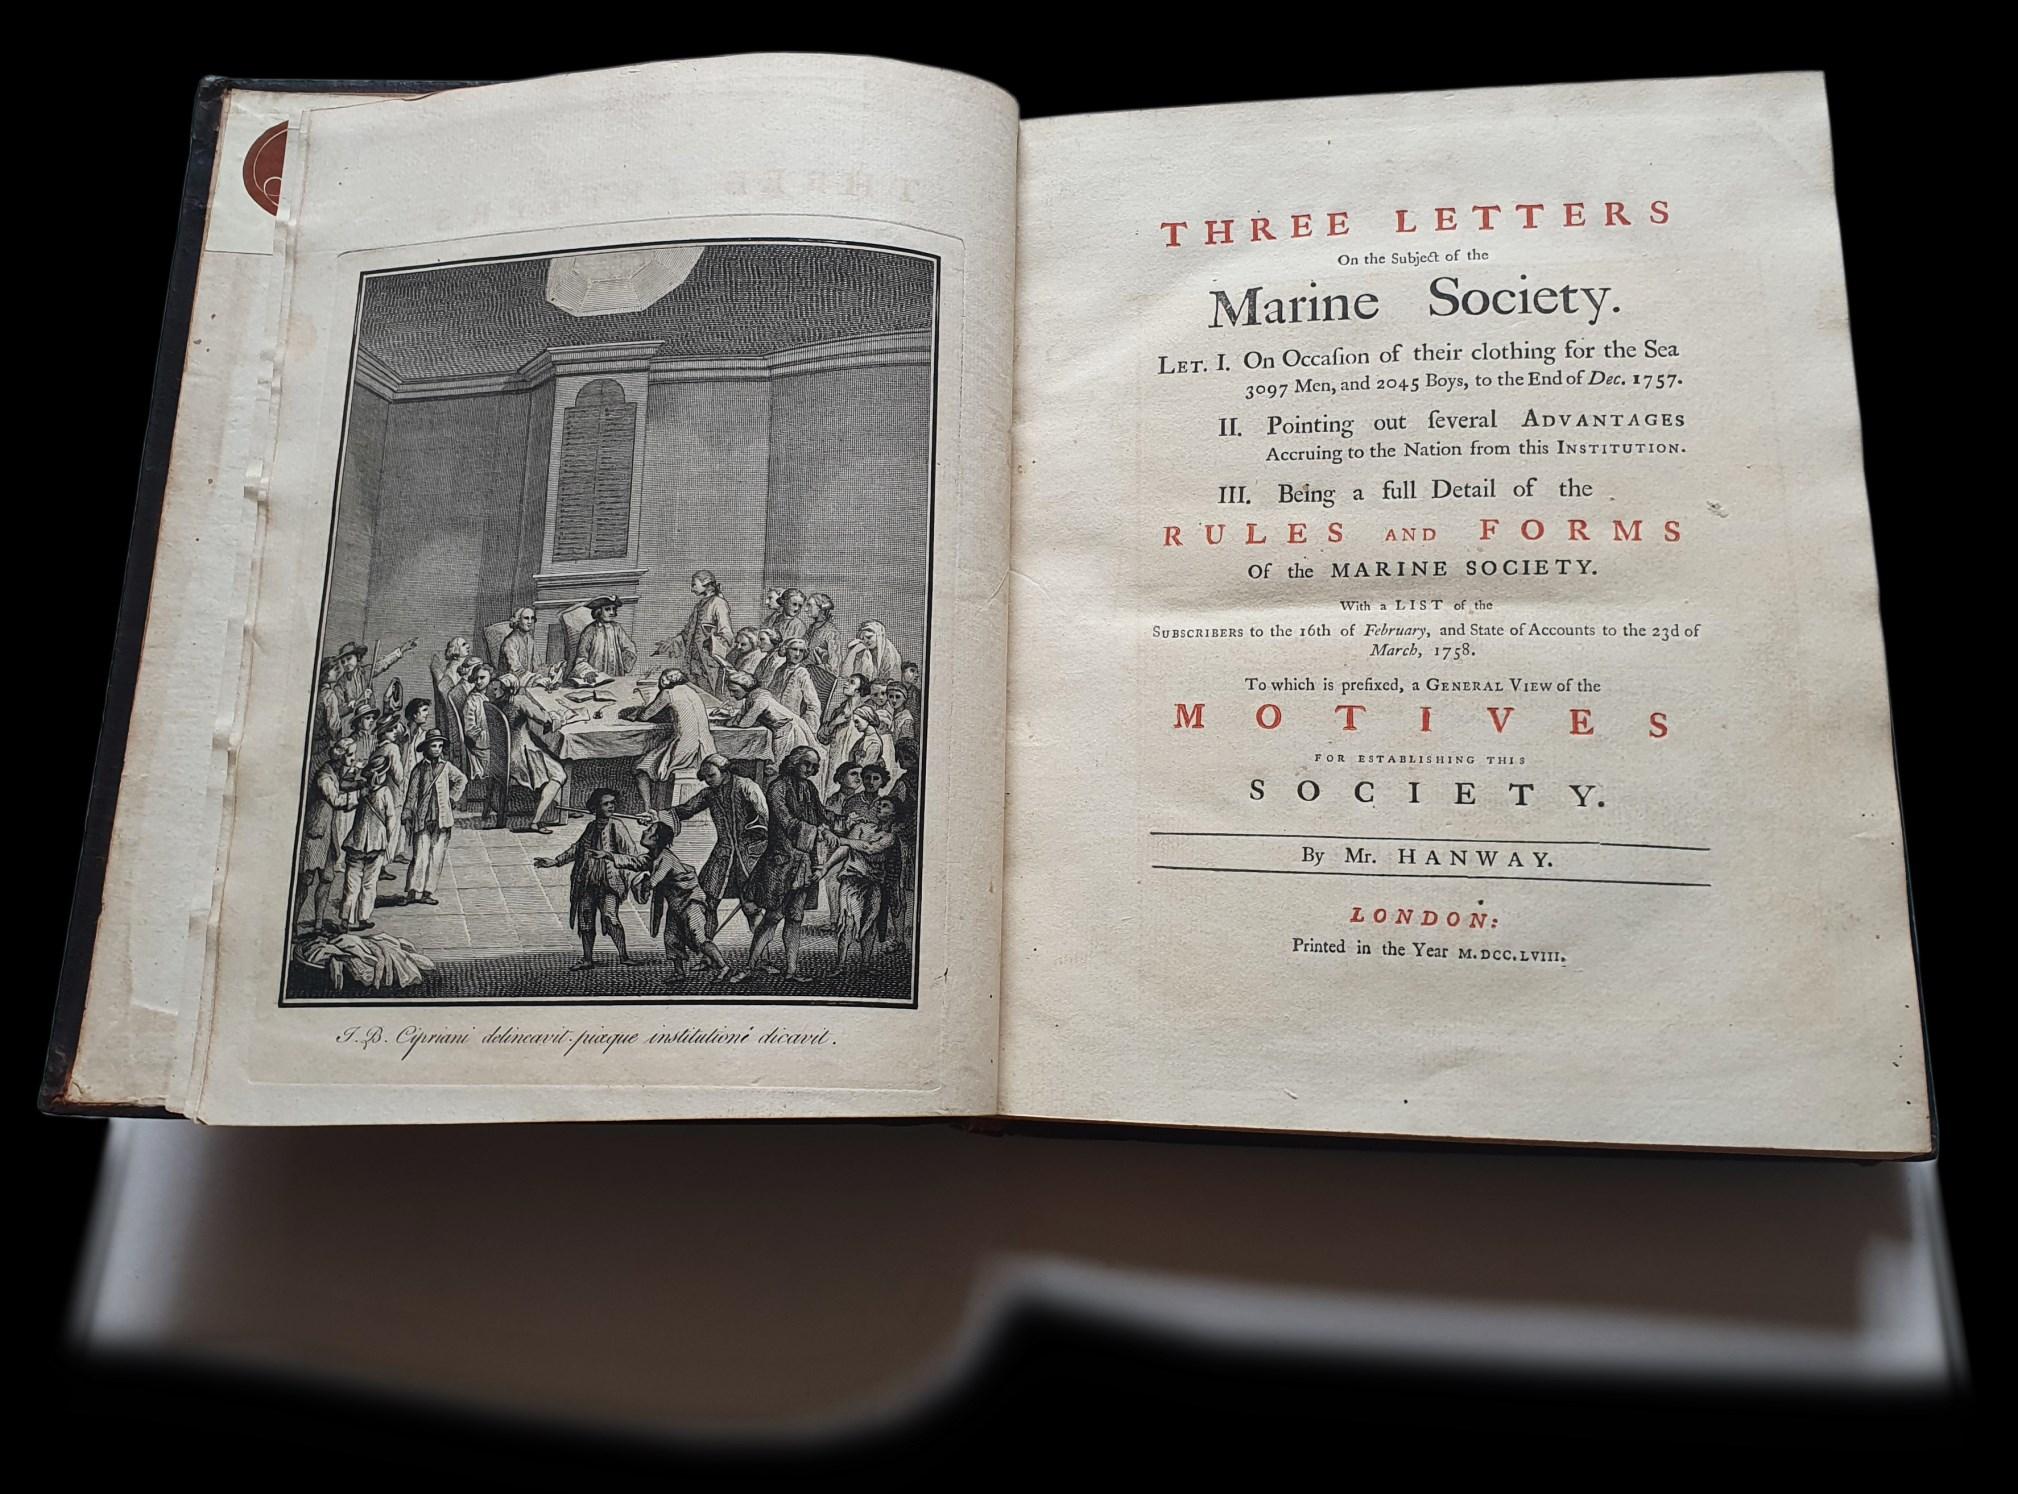 J. B. Cipriani delineavit pixque institutioni dicavit.
THREE LETTERS
On the Subject of the
Marine Society.
LET. I. On Occaſion of their clothing for the Sea
3097 Men, and 2045 Boys, to the End of Dec. 1757.
II. Pointing out ſeveral ADVANTAGES
Accruing to the Nation from this INSTITUTION.
III. Being a full Detail of the
RULES AND FORMS
Of the MARINE SOCIETY.
With a LIST of the
SUBSCRIBERS to the 16th of February, and State of Accounts to the 23d of
March, 1758.
To which is prefixed, a GENERAL VIEW of the
MOTIVES
FOR ESTABLISHING THIS
SOCIETY.
By Mr. HANWAY.
LONDON:
Printed in the Year M.DCC.LVIII.